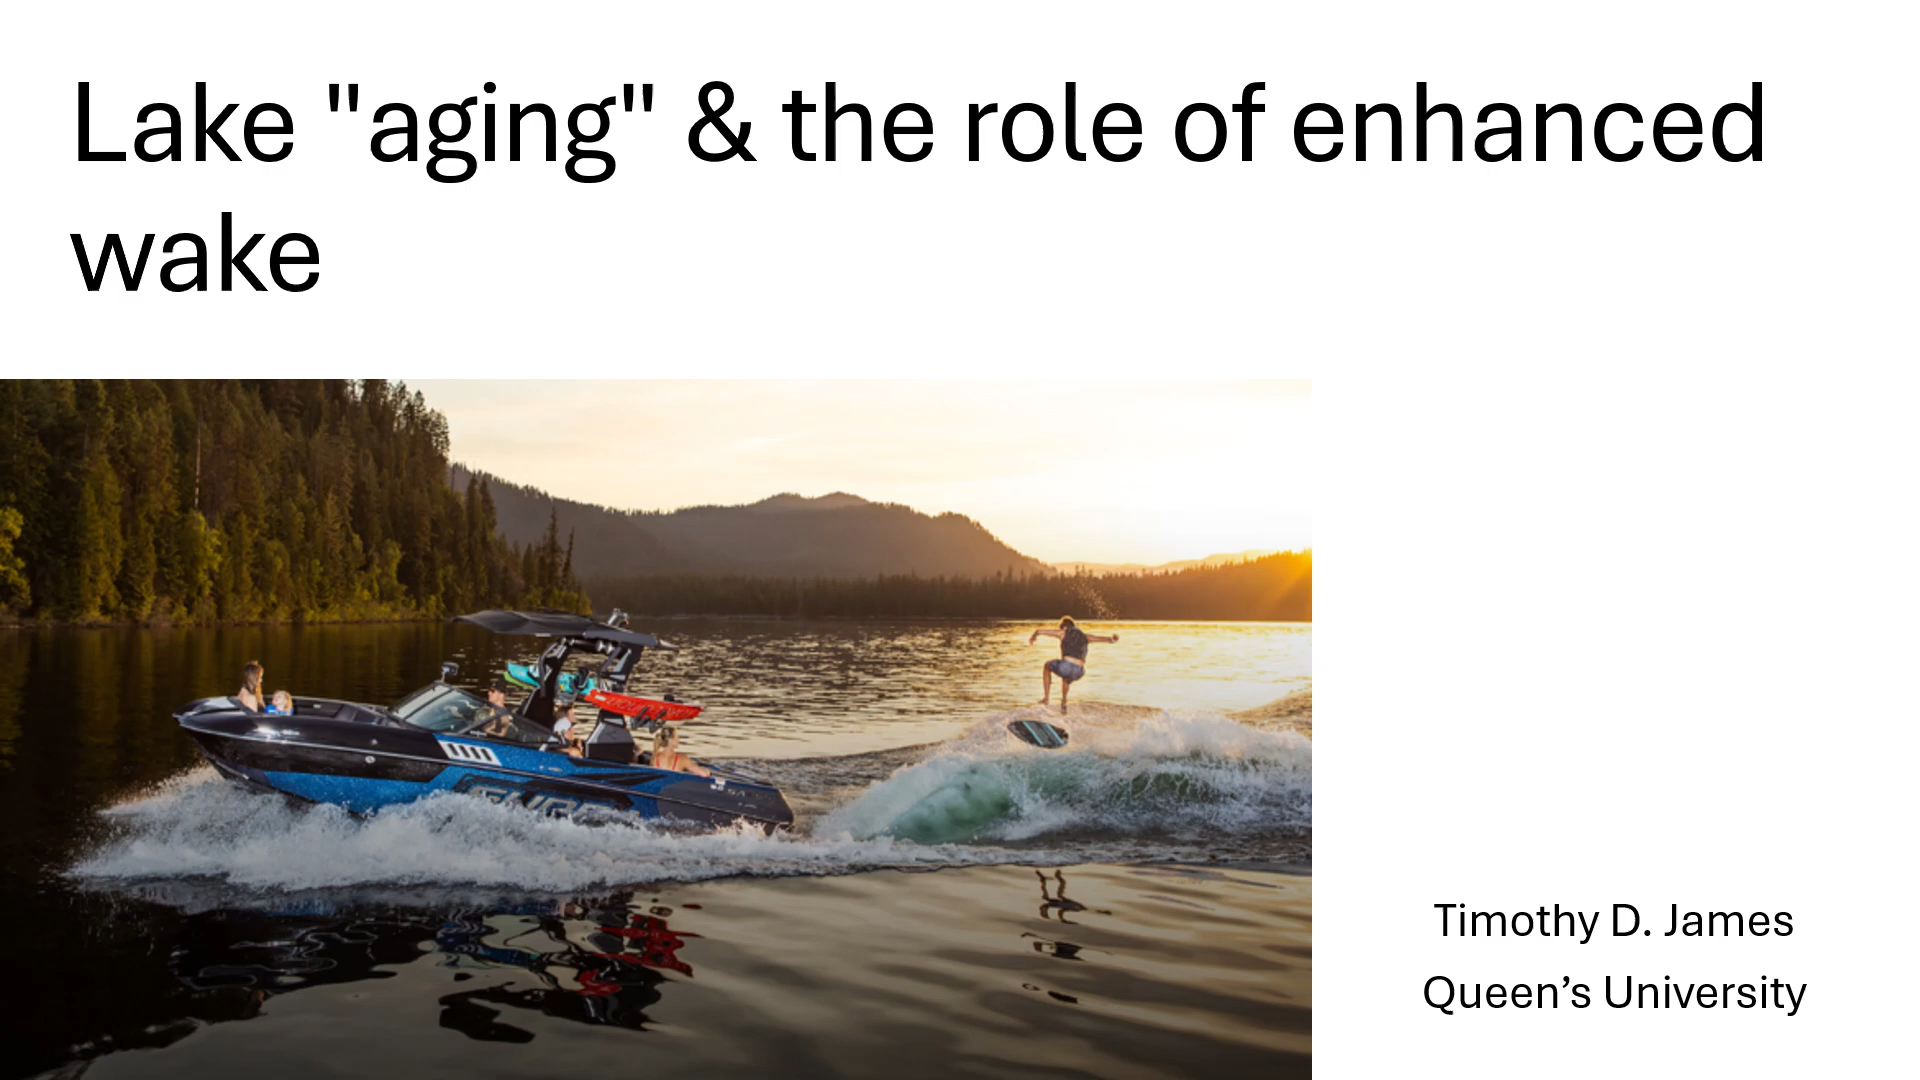 Lake "aging" & the role of enhanced
wake
Timothy D. James
Queen’s University